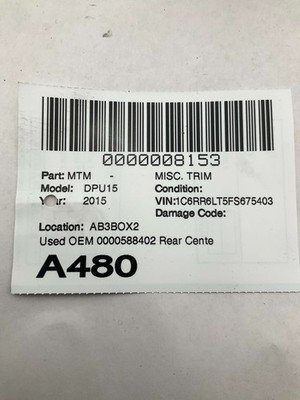 0000008153
Part: MTM - MISC. TRIM
Model: DPU15 Condition:
Year: 2015 VIN:1C6RR6LT5FS675403
Damage Code:
Location: AB3BOX2
Used OEM 0000588402 Rear Cente
A480